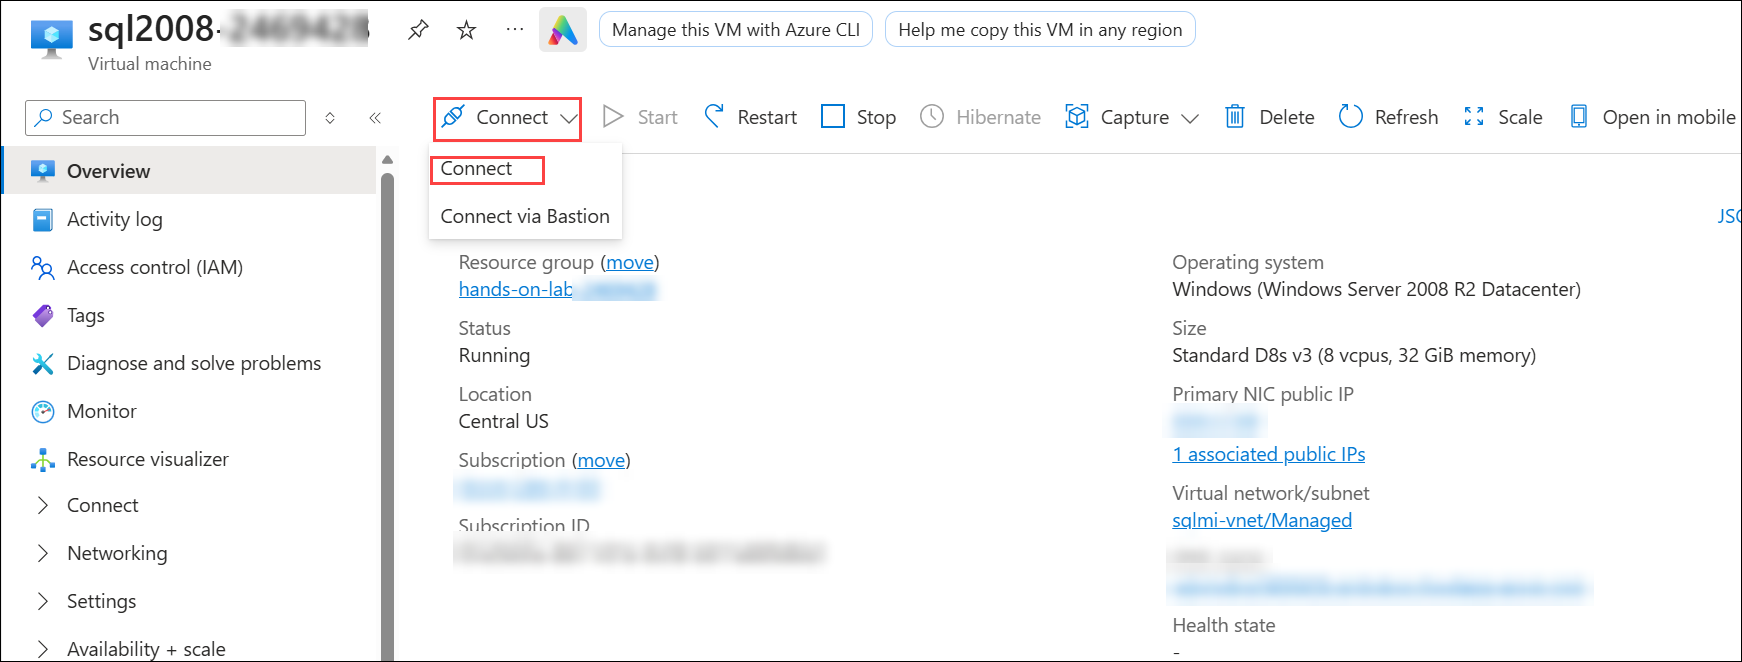 sql2008-
Virtual machine
Manage this VM with Azure CLI
Help me copy this VM in any region
Search
Connect
Start
Restart
Stop
Hibernate
Capture
Delete
Refresh
Scale
Open in mobile
Connect
Connect via Bastion
Overview
Activity log
Access control (IAM)
Tags
Diagnose and solve problems
Monitor
Resource visualizer
Connect
Networking
Settings
Availability + scale
JSO
Resource group (move)
hands-on-lab
Status
Running
Location
Central US
Subscription (move)
Subscription ID
Operating system
Windows (Windows Server 2008 R2 Datacenter)
Size
Standard D8s v3 (8 vcpus, 32 GiB memory)
Primary NIC public IP
1 associated public IPs
Virtual network/subnet
sqlmi-vnet/Managed
Health state
-